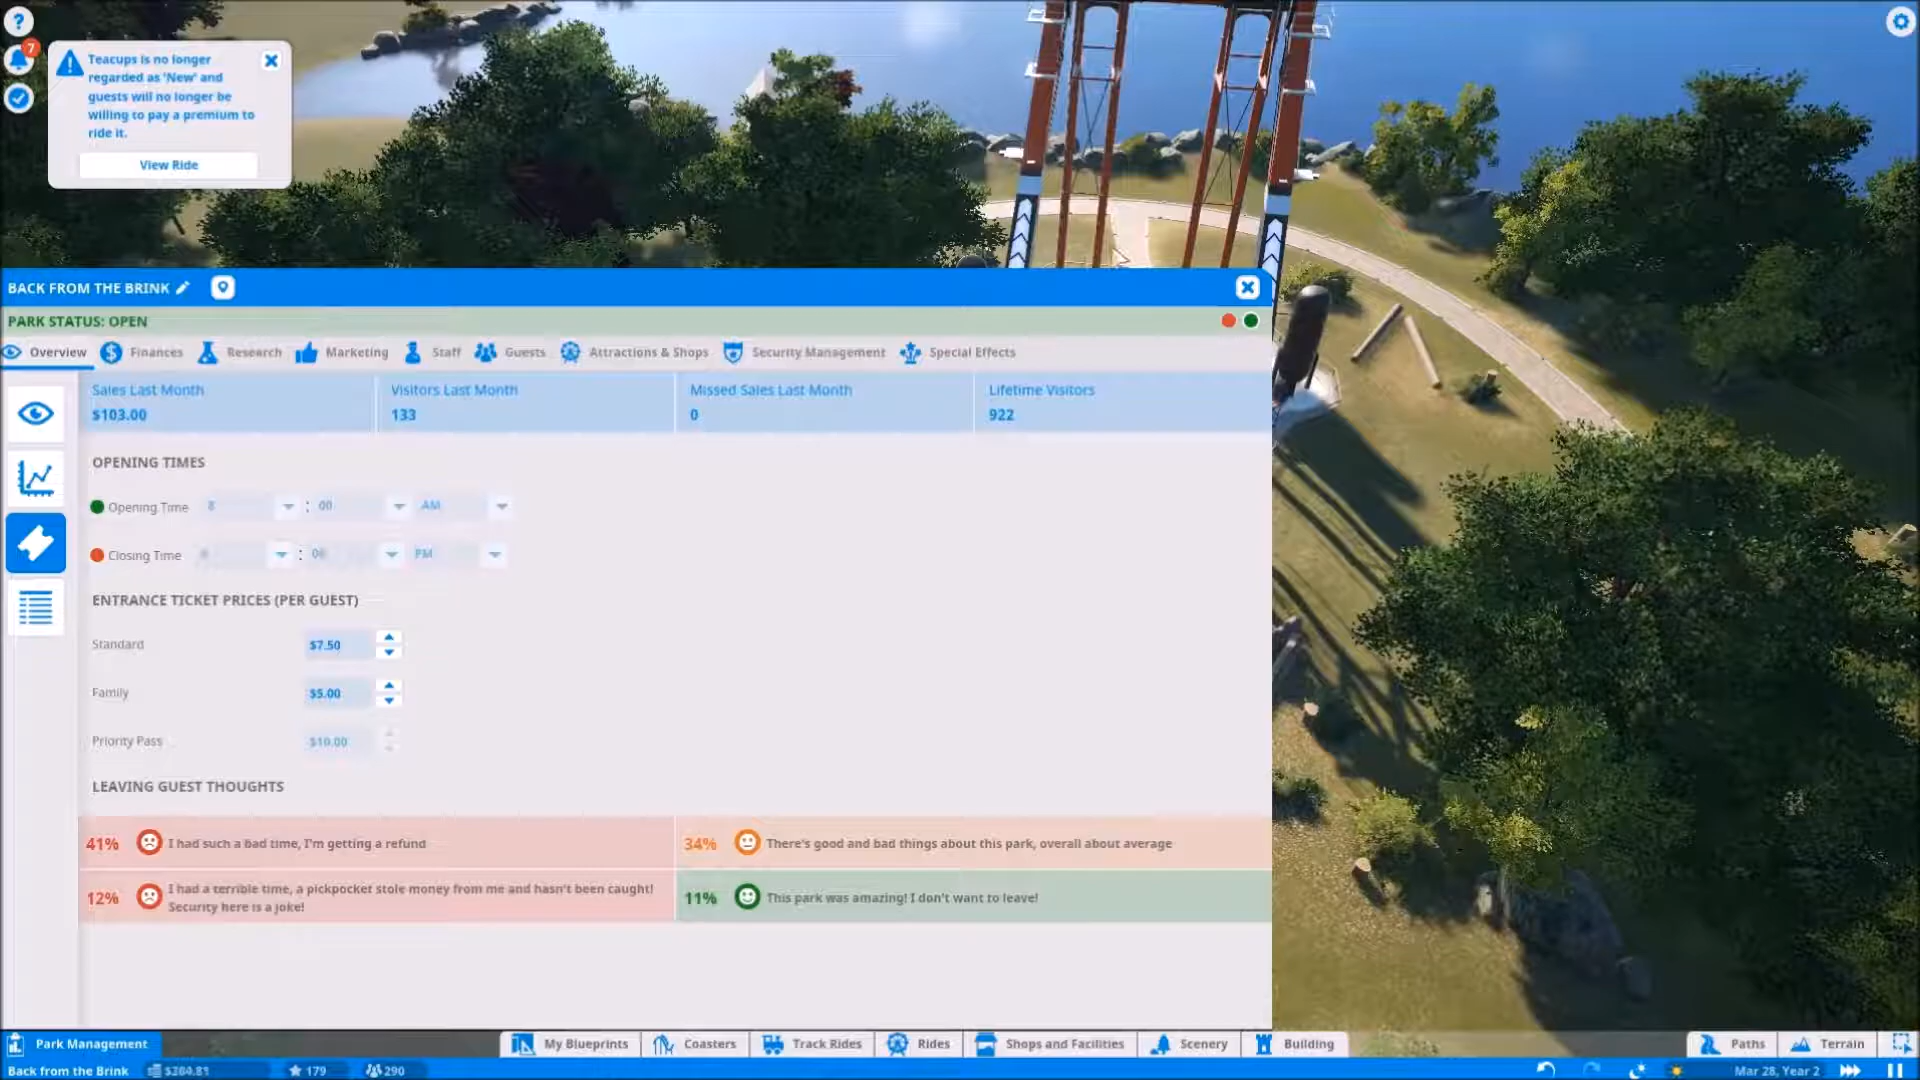 ?
7
Teacups is no longer
regarded as 'New' and
guests will no longer be
willing to pay a premium to
ride it.
View Ride
BACK FROM THE BRINK
PARK STATUS: OPEN
Overview
Finances
Research
Marketing
Staff
Guests
Attractions & Shops
Security Management
Special Effects
Sales Last Month
Visitors Last Month
Missed Sales Last Month
Lifetime Visitors
$103.00
133
0
922
OPENING TIMES
Opening Time 8 : 00 AM
Closing Time : 00 PM
ENTRANCE TICKET PRICES (PER GUEST)
Standard $7.50
Family $5.00
Priority Pass $10.00
LEAVING GUEST THOUGHTS
41% I had such a bad time, I'm getting a refund
34% There's good and bad things about this park, overall about average
12% I had a terrible time, a pickpocket stole money from me and hasn't been caught!
Security here is a joke!
11% This park was amazing! I don't want to leave!
Park Management
My Blueprints
Coasters
Track Rides
Rides
Shops and Facilities
Scenery
Building
Paths
Terrain
Back from the Brink
179
290
Mar 28, Year 2